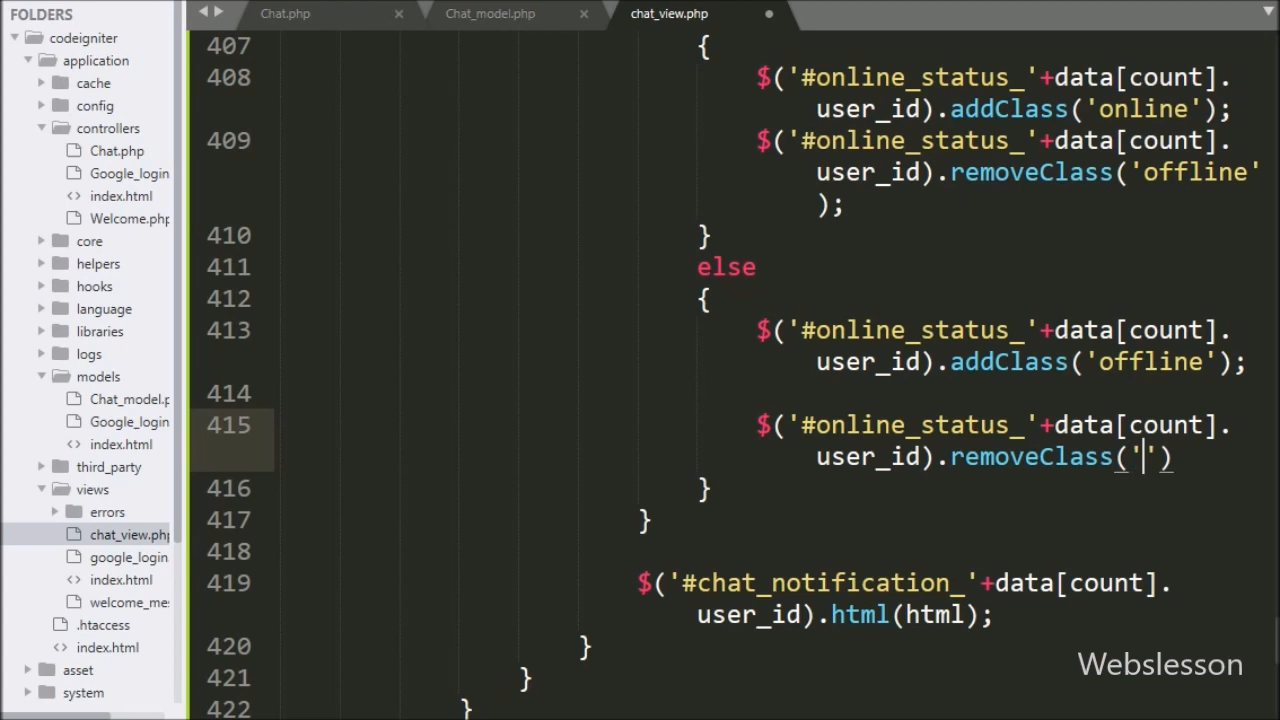 FOLDERS
codeigniter
application
cache
config
controllers
Chat.php
Google_login
index.html
Welcome.php
core
helpers
hooks
language
libraries
logs
models
Chat_model.p
Google_login
index.html
third_party
views
errors
chat_view.php
google_login
index.html
welcome_me
.htaccess
index.html
asset
system
Chat.php
Chat_model.php
chat_view.php
407 {
408 $('#online_status_'+data[count].
user_id).addClass('online');
409 $('#online_status_'+data[count].
user_id).removeClass('offline'
);
410 }
411 else
412 {
413 $('#online_status_'+data[count].
user_id).addClass('offline');
414
415 $('#online_status_'+data[count].
user_id).removeClass('')
416 }
417 }
418
419 $('#chat_notification_'+data[count].
user_id).html(html);
420 }
421 }
422 }
Webslesson